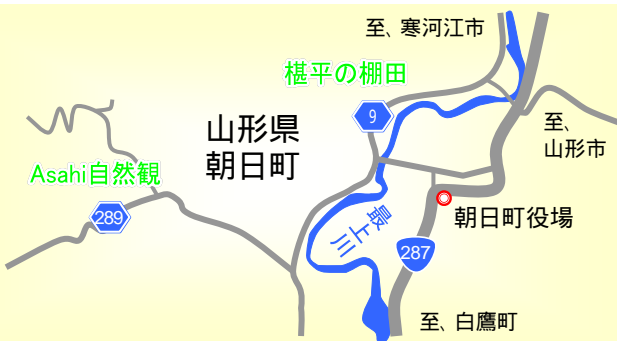 至、寒河江市
椹平の棚田
9
山形県
朝日町
至、
山形市
Asahi自然観
289
最上川
朝日町役場
287
至、白鷹町